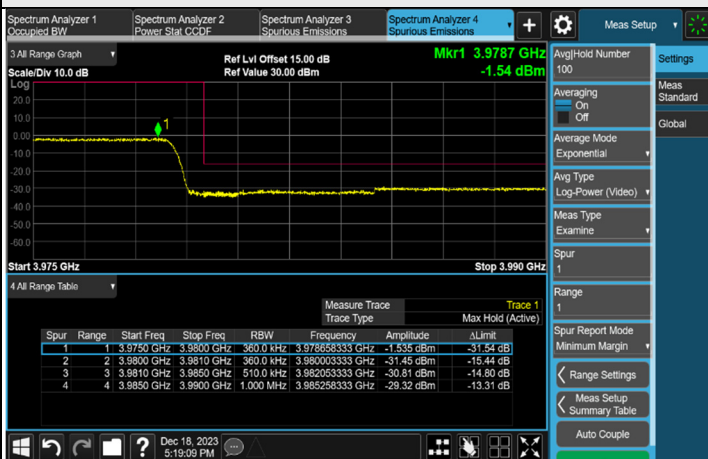 Spectrum Analyzer 1
Occupied BW
Spectrum Analyzer 2
Power Stat CCDF
Spectrum Analyzer 3
Spurious Emissions
Spectrum Analyzer 4
Spurious Emissions
Meas Setup
3 All Range Graph
Scale/Div 10.0 dB
Ref Lvl Offset 15.00 dB
Ref Value 30.00 dBm
Mkr1 3.9787 GHz
-1.54 dBm
Log
20.0
10.0
0.00
-10.0
-20.0
-30.0
-40.0
-50.0
-60.0
1
Start 3.975 GHz
Stop 3.990 GHz
4 All Range Table
Measure Trace Trace 1
Trace Type Max Hold (Active)
Spur Range Start Freq Stop Freq RBW Frequency Amplitude ΔLimit
1 1 3.9750 GHz 3.9800 GHz 360.0 kHz 3.978658333 GHz -1.535 dBm -31.54 dB
2 2 3.9800 GHz 3.9810 GHz 360.0 kHz 3.980003333 GHz -31.45 dBm -15.44 dB
3 3 3.9810 GHz 3.9850 GHz 510.0 kHz 3.982053333 GHz -30.81 dBm -14.80 dB
4 4 3.9850 GHz 3.9900 GHz 1.000 MHz 3.985258333 GHz -29.32 dBm -13.31 dB
Avg|Hold Number
100
Averaging
On
Off
Average Mode
Exponential
Avg Type
Log-Power (Video)
Meas Type
Examine
Spur
1
Range
1
Spur Report Mode
Minimum Margin
Range Settings
Meas Setup
Summary Table
Auto Couple
Settings
Meas
Standard
Global
?
Dec 18, 2023
5:19:09 PM